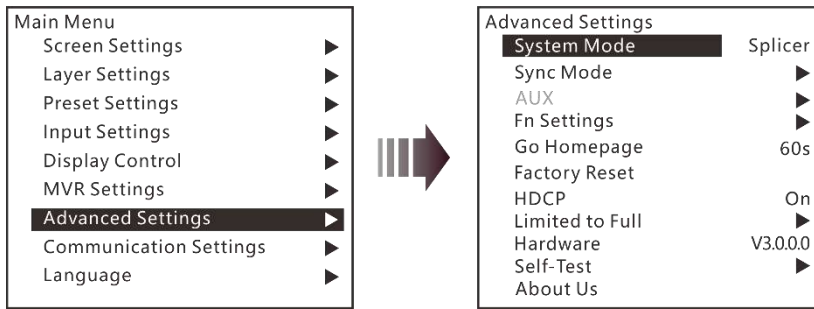 Main Menu
Screen Settings
Layer Settings
Preset Settings
Input Settings
Display Control
MVR Settings
Advanced Settings
Communication Settings
Language
Advanced Settings
System Mode Splicer
Sync Mode
AUX
Fn Settings
Go Homepage 60s
Factory Reset
HDCP On
Limited to Full
Hardware V3.0.0.0
Self-Test
About Us